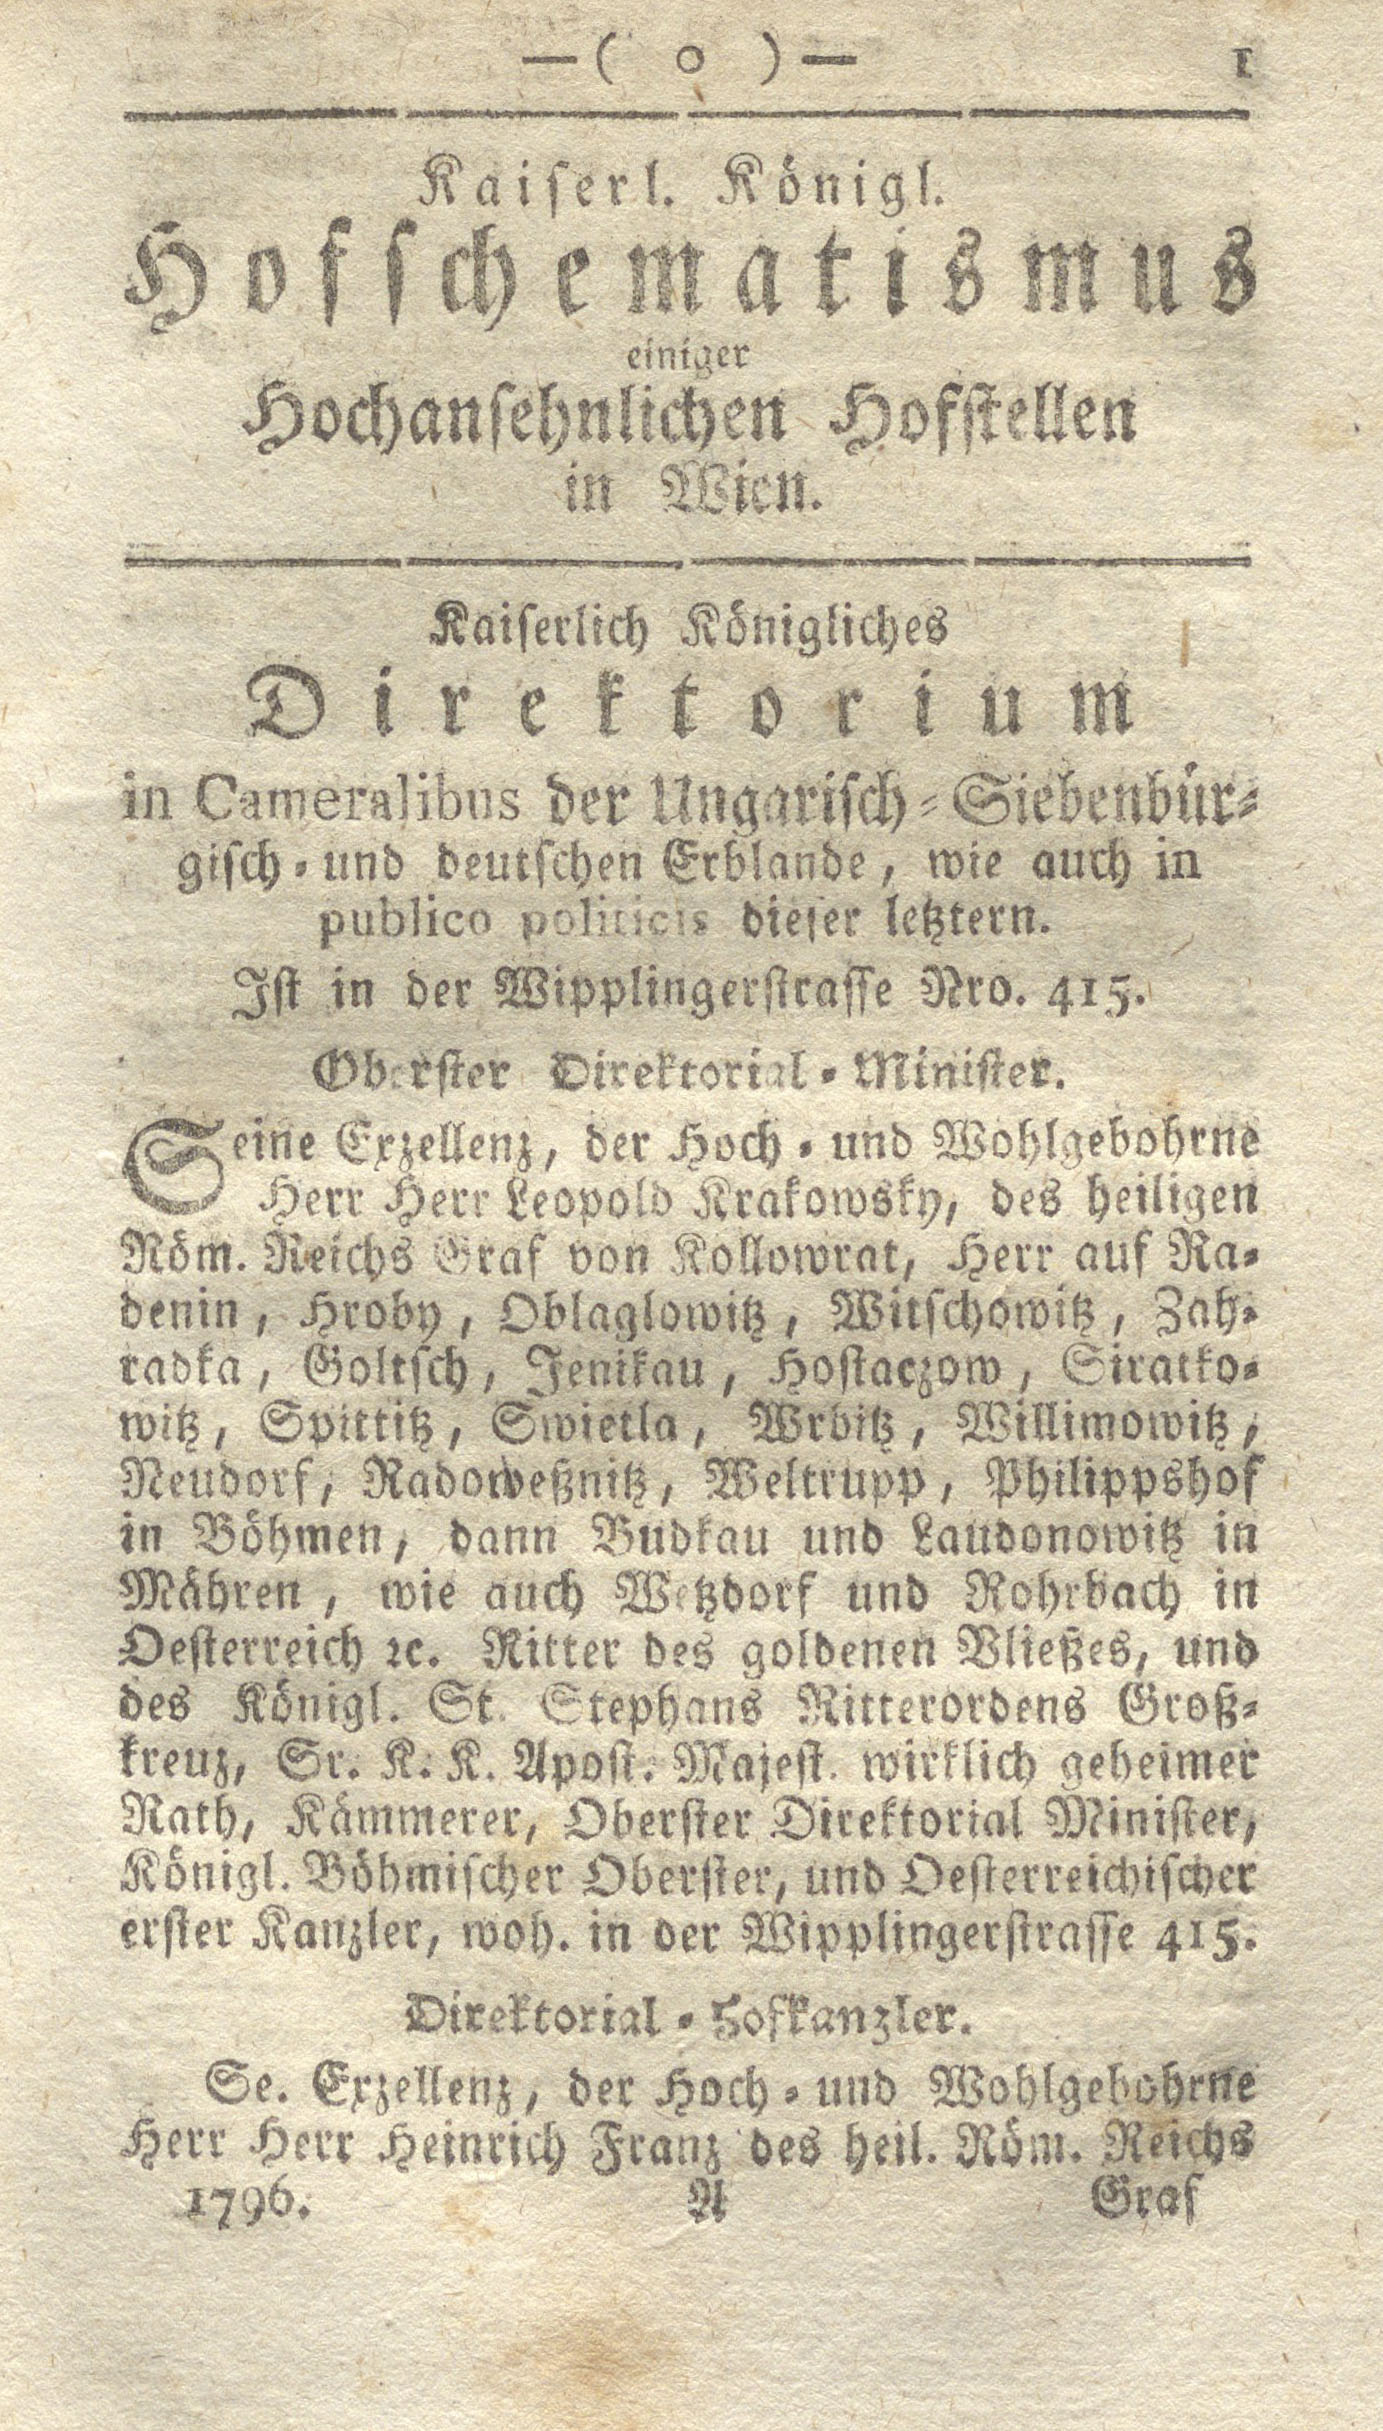 —( o )— 1
Kaiserl. Königl.
Hofschematismus
einiger
Hochansehnlichen Hofstellen
in Wien.
Kaiserlich Königliches
Direktorium
in Cameralibus der Ungarisch-Siebenbür-
gisch- und deutschen Erblande, wie auch in
publico politicis dieser letztern.
Ist in der Wipplingerstrasse Nro. 415.
Oberster Direktorial-Minister.
Seine Exzellenz, der Hoch- und Wohlgebohrne
Herr Herr Leopold Krakowsky, des heiligen
Röm. Reichs Graf von Kollowrat, Herr auf Ra-
denin, Hroby, Oblaglowitz, Witschowitz, Zah-
radka, Goltsch, Jenikau, Hostaczow, Siratko-
witz, Spittitz, Swietla, Wrbitz, Willimowitz,
Neudorf, Radoweßnitz, Weltrupp, Philippshof
in Böhmen, dann Budkau und Laudonowitz in
Mähren, wie auch Wetzdorf und Rohrbach in
Oesterreich ꝛc. Ritter des goldenen Vließes, und
des Königl. St. Stephans Ritterordens Groß-
kreuz, Sr. K. K. Apost. Majest. wirklich geheimer
Rath, Kämmerer, Oberster Direktorial Minister,
Königl. Böhmischer Oberster, und Oesterreichischer
erster Kanzler, woh. in der Wipplingerstrasse 415.
Direktorial-Hofkanzler.
Se. Exzellenz, der Hoch- und Wohlgebohrne
Herr Herr Heinrich Franz des heil. Röm. Reichs
1796. A Graf